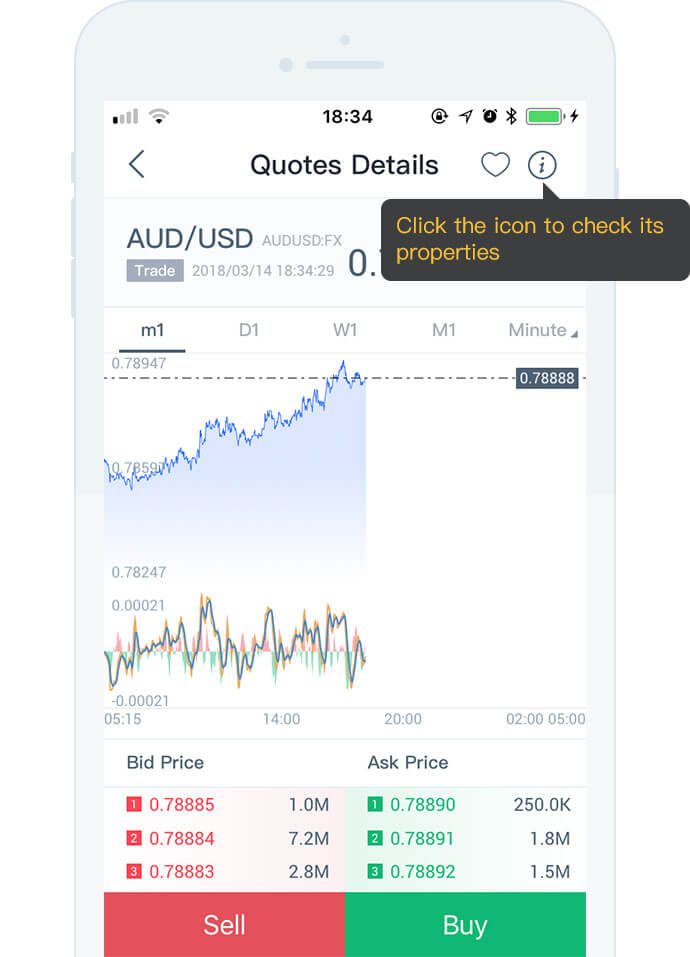 18:34
Quotes Details
Click the icon to check its
properties
AUD/USD AUDUSD:FX
Trade 2018/03/14 18:34:29 0.
m1 D1 W1 M1 Minute
0.78947
0.78888
0.78597
0.78247
0.00021
-0.00021
05:15 14:00 20:00 02:00 05:00
Bid Price Ask Price
1 0.78885 1.0M 1 0.78890 250.0K
2 0.78884 7.2M 2 0.78891 1.8M
3 0.78883 2.8M 3 0.78892 1.5M
Sell Buy